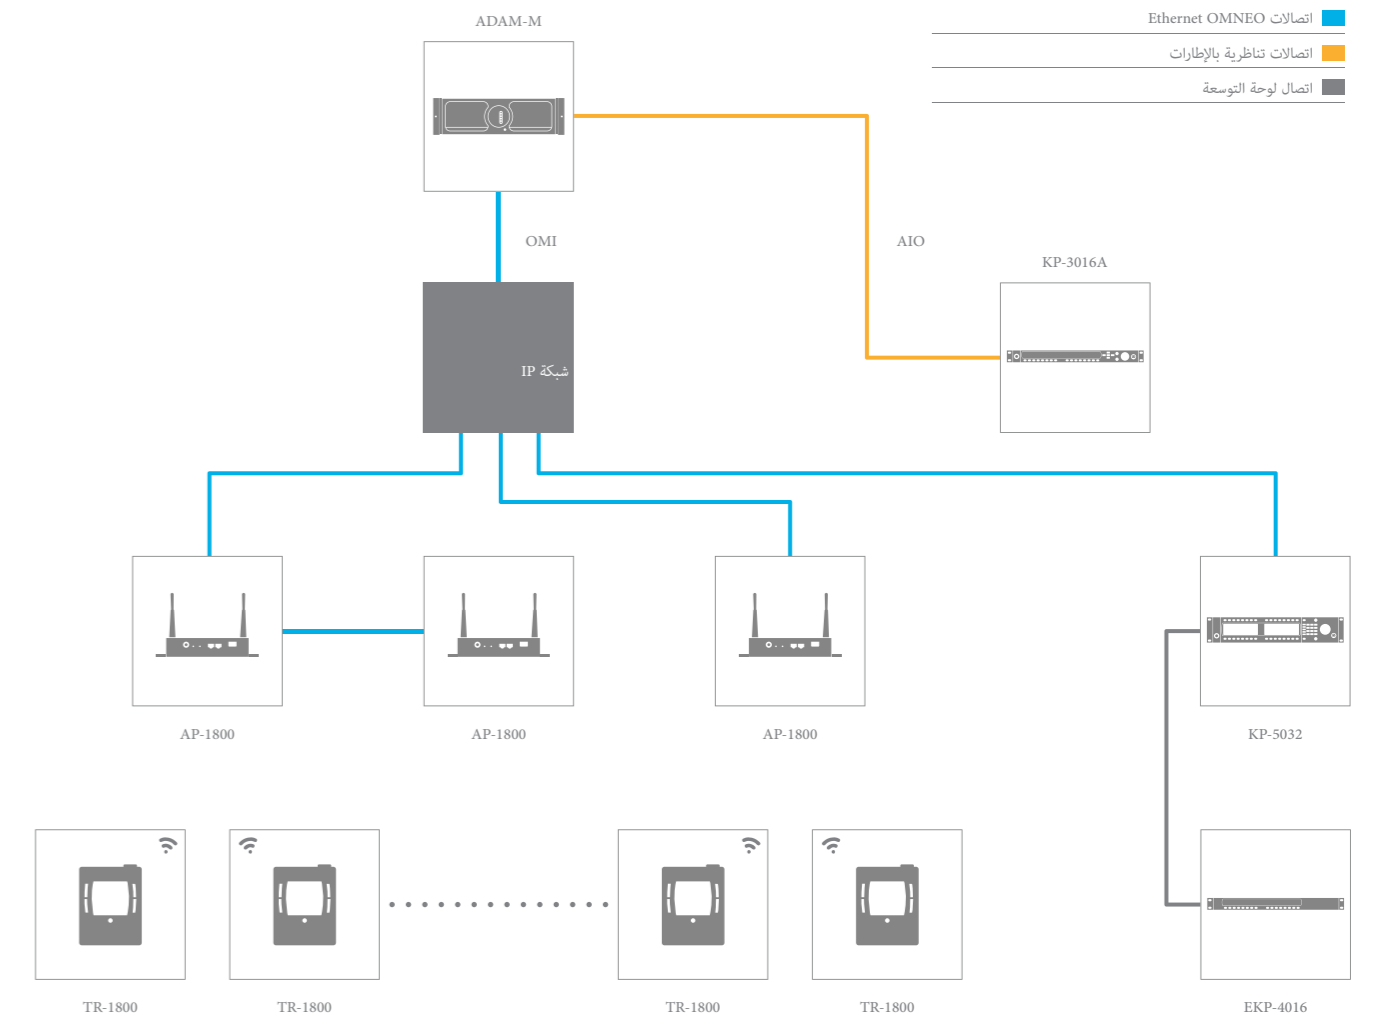 ADAM-M
اتصالات Ethernet OMNEO
اتصالات تناظرية بالإطارات
اتصال لوحة التوسعة
OMI
AIO
KP-3016A
شبكة IP
AP-1800
AP-1800
AP-1800
KP-5032
TR-1800
TR-1800
TR-1800
TR-1800
EKP-4016